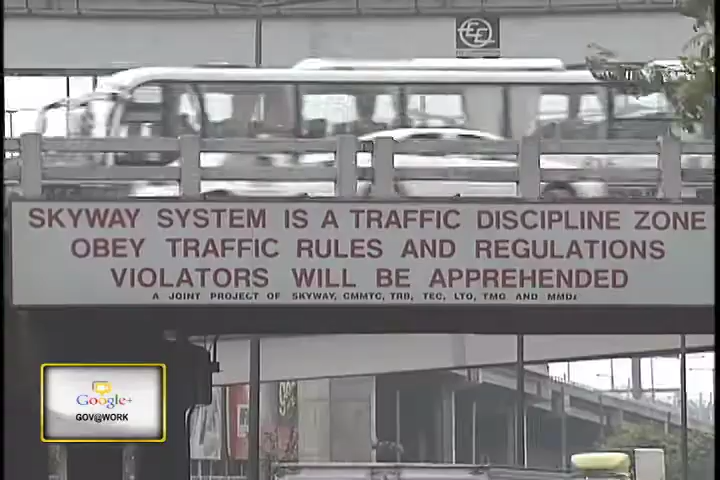 EE
SKYWAY SYSTEM IS A TRAFFIC DISCIPLINE ZONE
OBEY TRAFFIC RULES AND REGULATIONS
VIOLATORS WILL BE APPREHENDED
A JOINT PROJECT OF SKYWAY, CMMTC, TRB, TEC, LTO, TMG AND MMDA
Google+
GOV@WORK